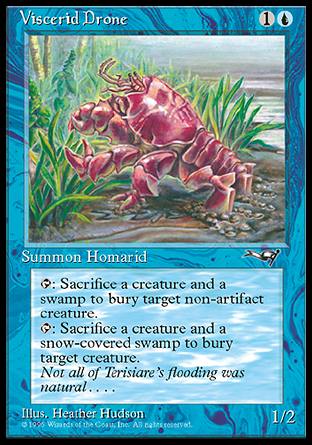 Viscerid Drone 1
Summon Homarid
: Sacrifice a creature and a
swamp to bury target non-artifact
creature.
: Sacrifice a creature and a
snow-covered swamp to bury
target creature.
Not all of Terisiare's flooding was
natural . . . .
Illus. Heather Hudson 1/2
© 1996 Wizards of the Coast, Inc. All rights reserved.